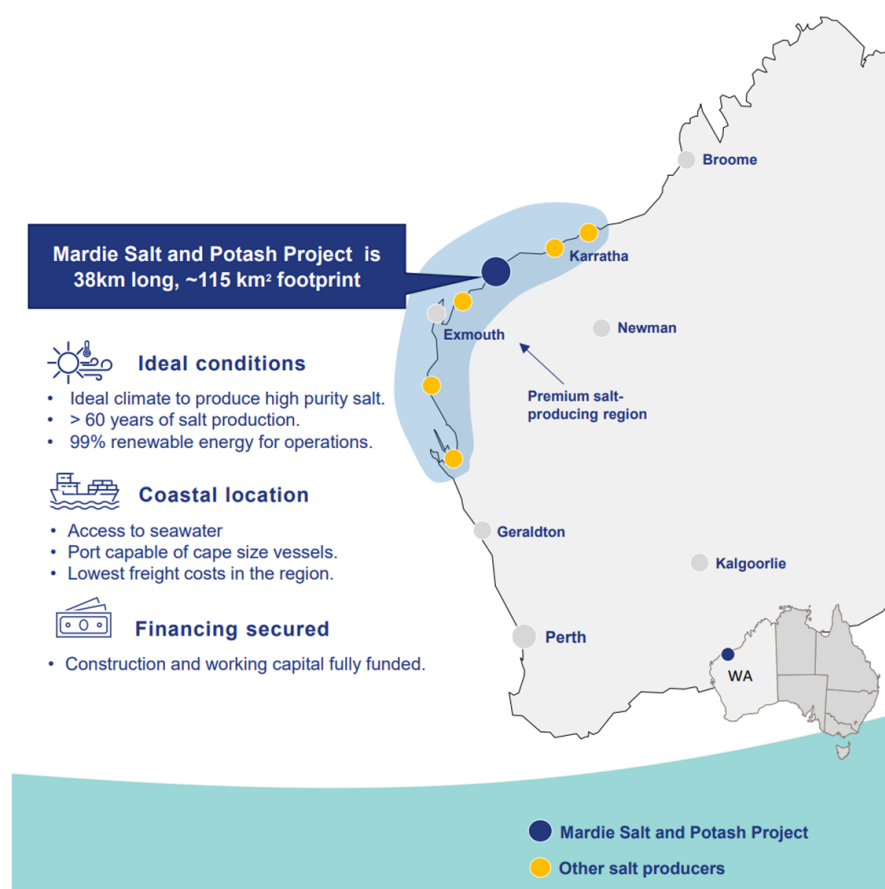 Broome
Mardie Salt and Potash Project is
38km long, ~115 km² footprint
Karratha
Exmouth
Newman
Premium salt-
producing region
Ideal conditions
• Ideal climate to produce high purity salt.
• > 60 years of salt production.
• 99% renewable energy for operations.
Coastal location
• Access to seawater
• Port capable of cape size vessels.
• Lowest freight costs in the region.
Geraldton
Kalgoorlie
Financing secured
• Construction and working capital fully funded.
Perth
WA
Mardie Salt and Potash Project
Other salt producers